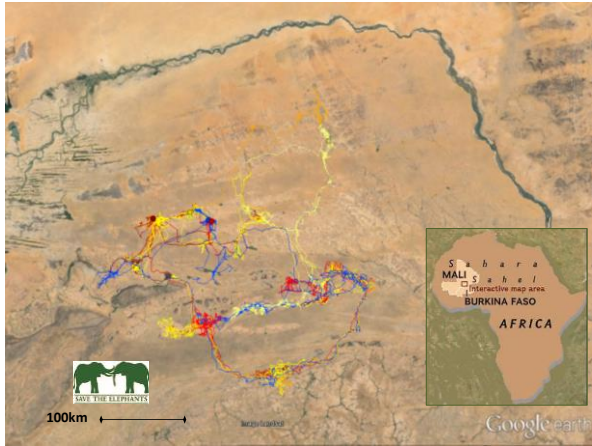 Sahara
Sahel
MALI
interactive map area
BURKINA FASO
AFRICA
SAVE THE ELEPHANTS
100km
Google earth